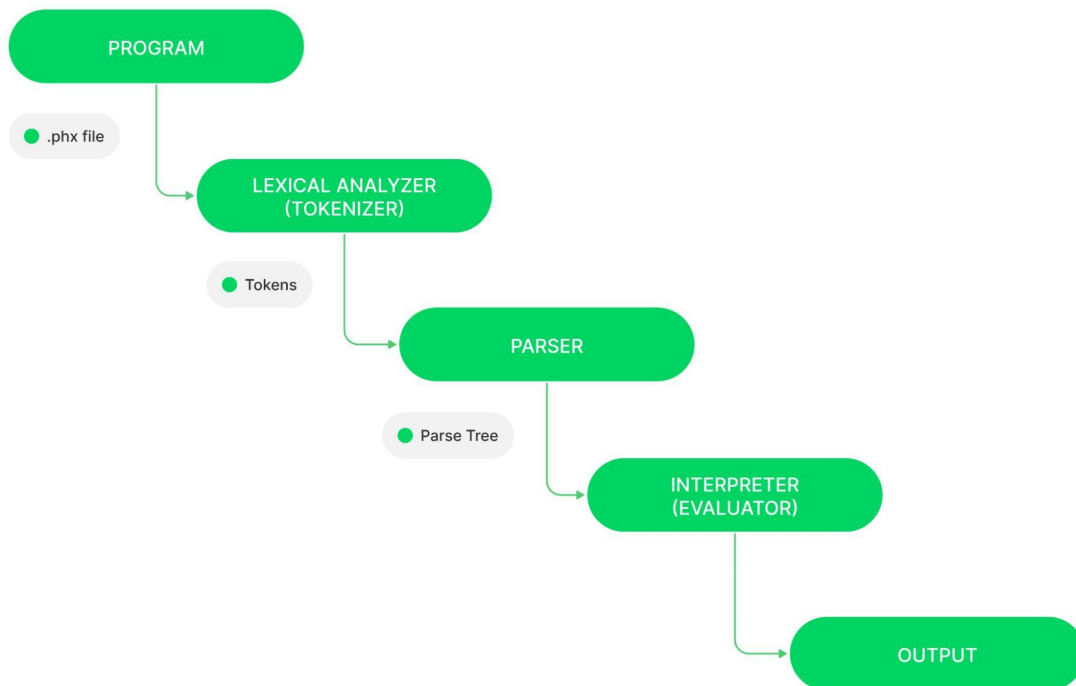 PROGRAM
.phx file
LEXICAL ANALYZER
(TOKENIZER)
Tokens
PARSER
Parse Tree
INTERPRETER
(EVALUATOR)
OUTPUT